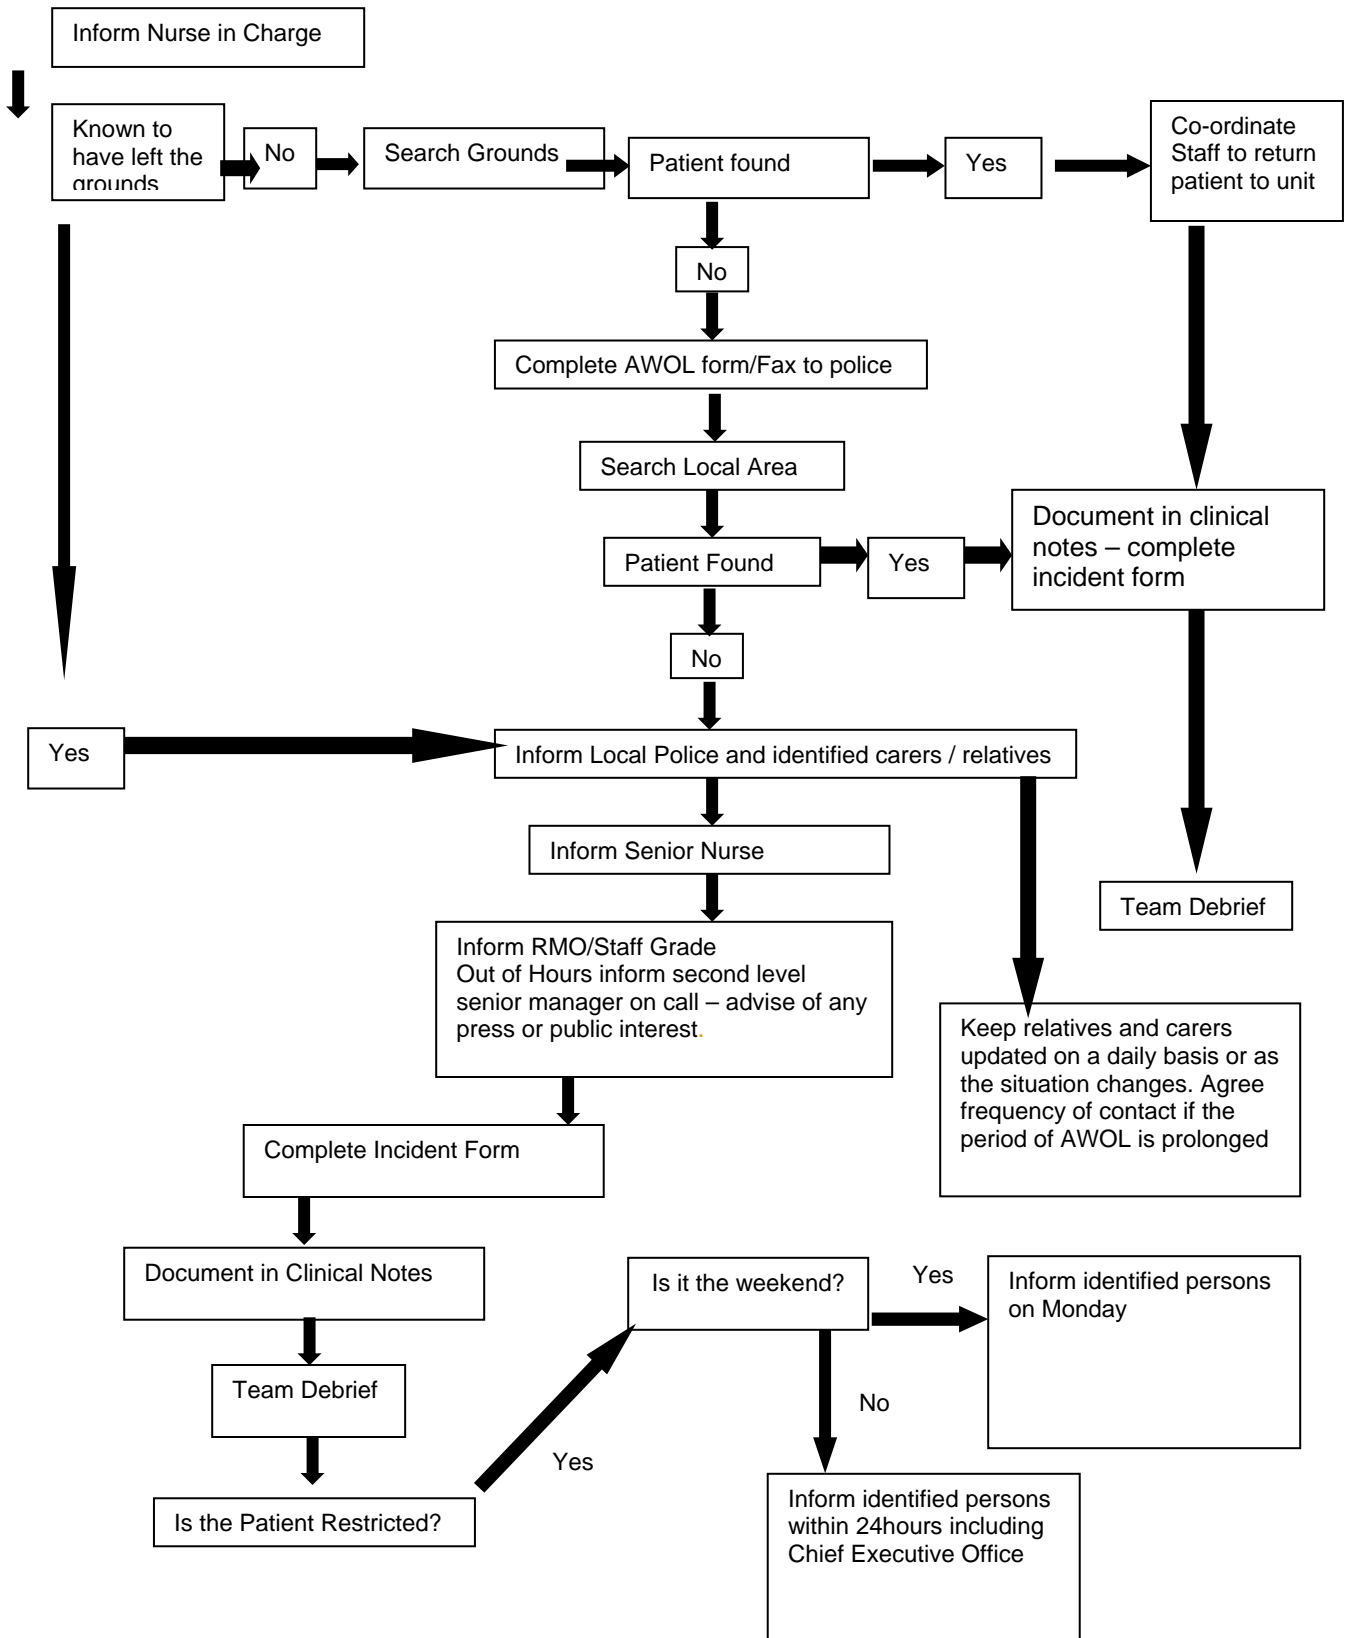 Inform Nurse in Charge
Known to
have left the
grounds
No
Search Grounds
Patient found
Yes
Co-ordinate
Staff to return
patient to unit
No
Complete AWOL form/Fax to police
Search Local Area
Patient Found
Yes
Document in clinical
notes – complete
incident form
No
Yes
Inform Local Police and identified carers / relatives
Inform Senior Nurse
Team Debrief
Inform RMO/Staff Grade
Out of Hours inform second level
senior manager on call – advise of any
press or public interest.
Keep relatives and carers
updated on a daily basis or as
the situation changes. Agree
frequency of contact if the
period of AWOL is prolonged
Complete Incident Form
Document in Clinical Notes
Team Debrief
Is the Patient Restricted?
Yes
Is it the weekend?
Yes
Inform identified persons
on Monday
No
Inform identified persons
within 24hours including
Chief Executive Office